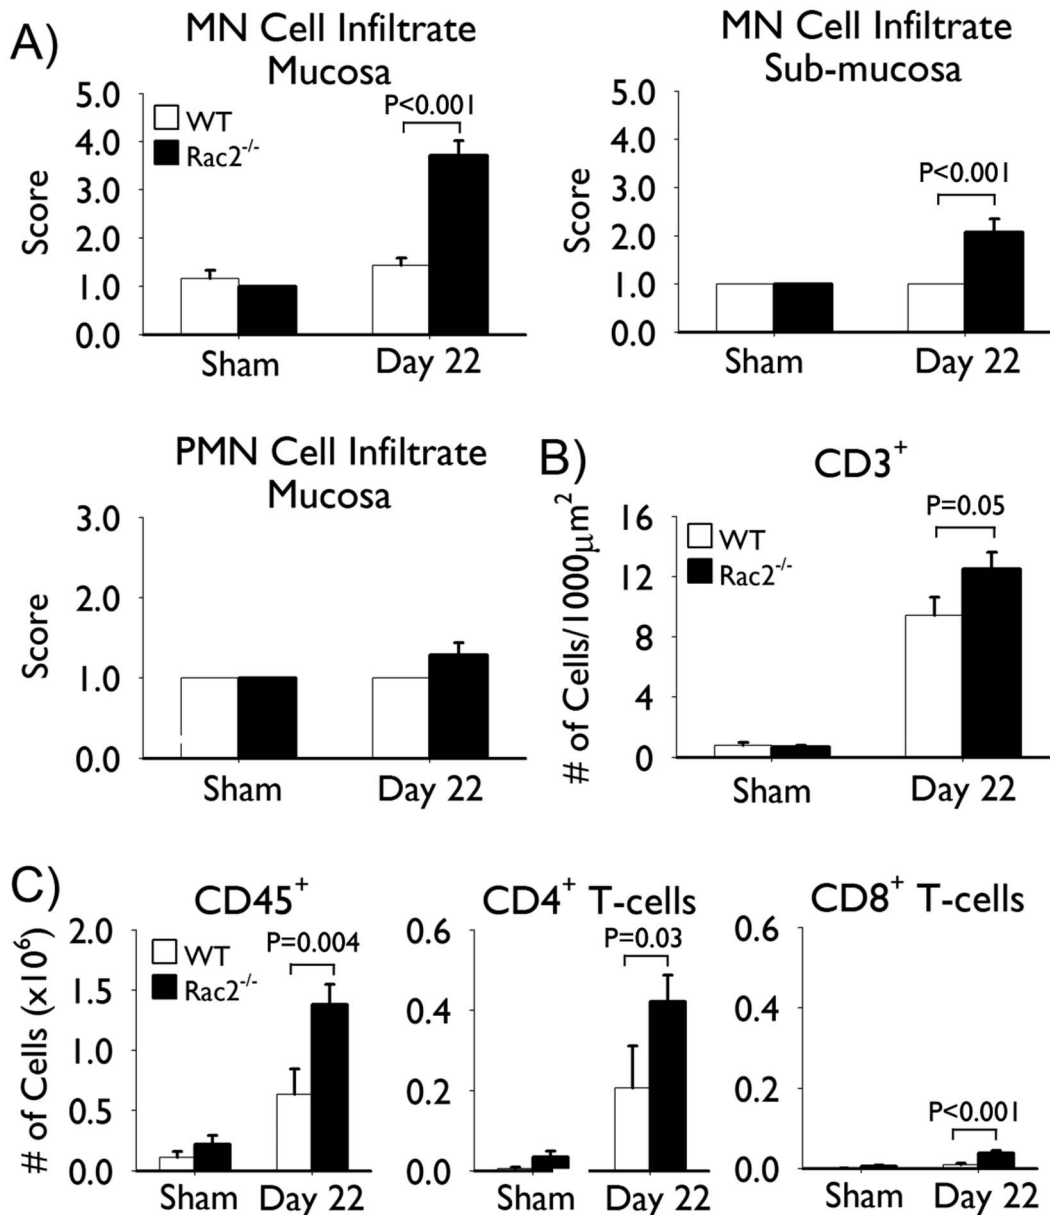 A)
MN Cell Infiltrate
Mucosa
5.0
4.0
3.0
2.0
1.0
0.0
Score
WT
Rac2⁻/⁻
P<0.001
Sham
Day 22
MN Cell Infiltrate
Sub-mucosa
5.0
4.0
3.0
2.0
1.0
0.0
Score
P<0.001
Sham
Day 22
PMN Cell Infiltrate
Mucosa
3.0
2.0
1.0
0.0
Score
Sham
Day 22
B)
CD3⁺
16
12
8
4
0
# of Cells/1000μm²
WT
Rac2⁻/⁻
P=0.05
Sham
Day 22
C)
CD45⁺
2.0
1.5
1.0
0.5
0.0
# of Cells (x10⁶)
WT
Rac2⁻/⁻
P=0.004
Sham
Day 22
CD4⁺ T-cells
0.6
0.4
0.2
0.0
P=0.03
Sham
Day 22
CD8⁺ T-cells
0.6
0.4
0.2
0.0
P<0.001
Sham
Day 22